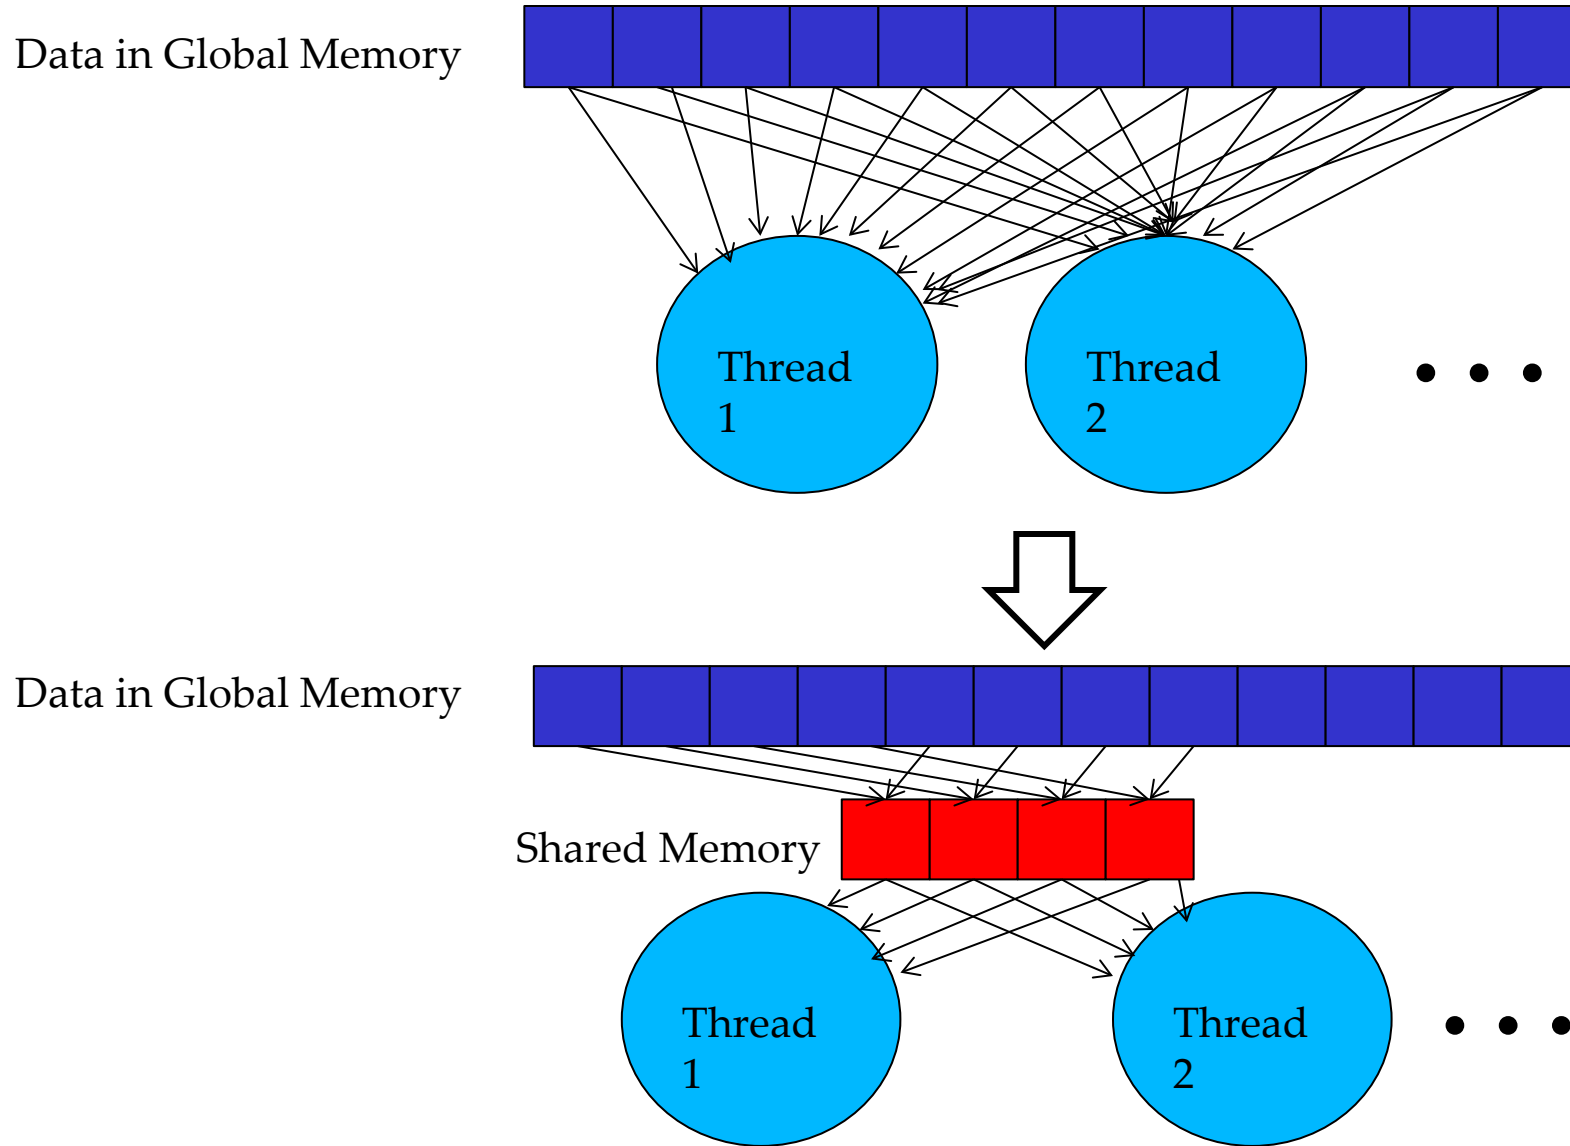 Data in Global Memory
Thread
1
Thread
2
Data in Global Memory
Shared Memory
Thread
1
Thread
2